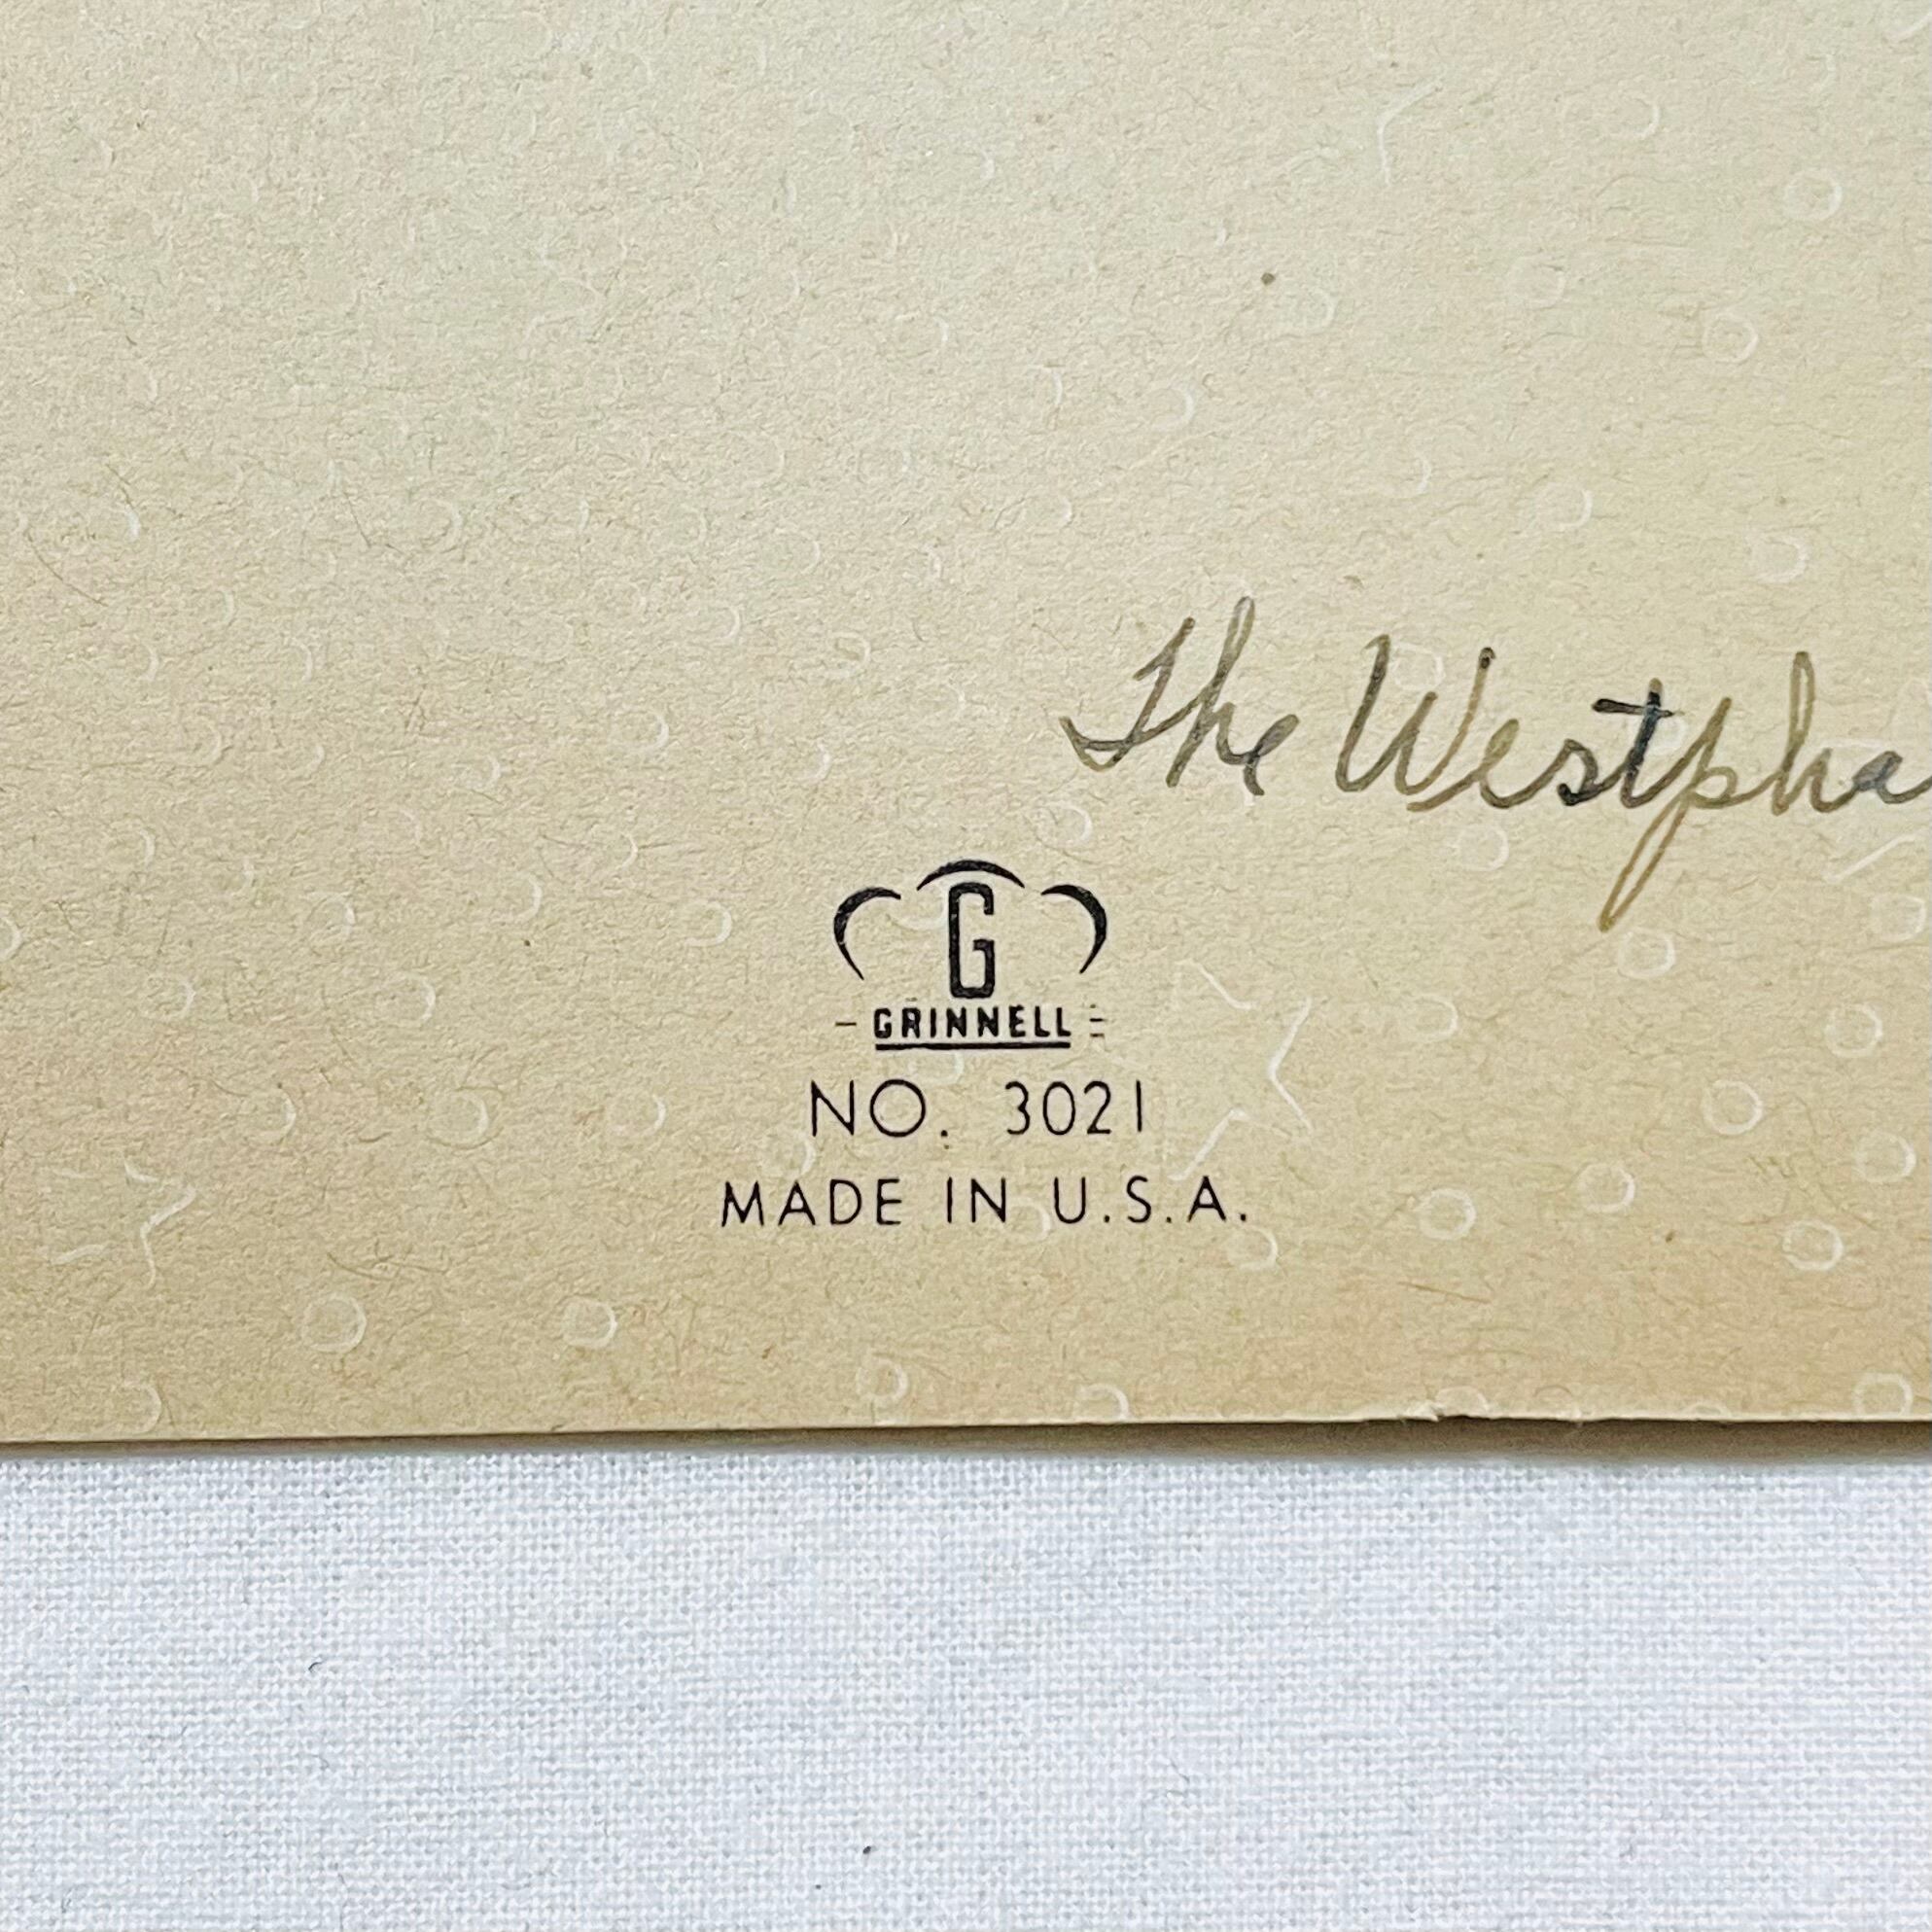 The Westpha
G
GRINNELL
NO. 3021
MADE IN U.S.A.